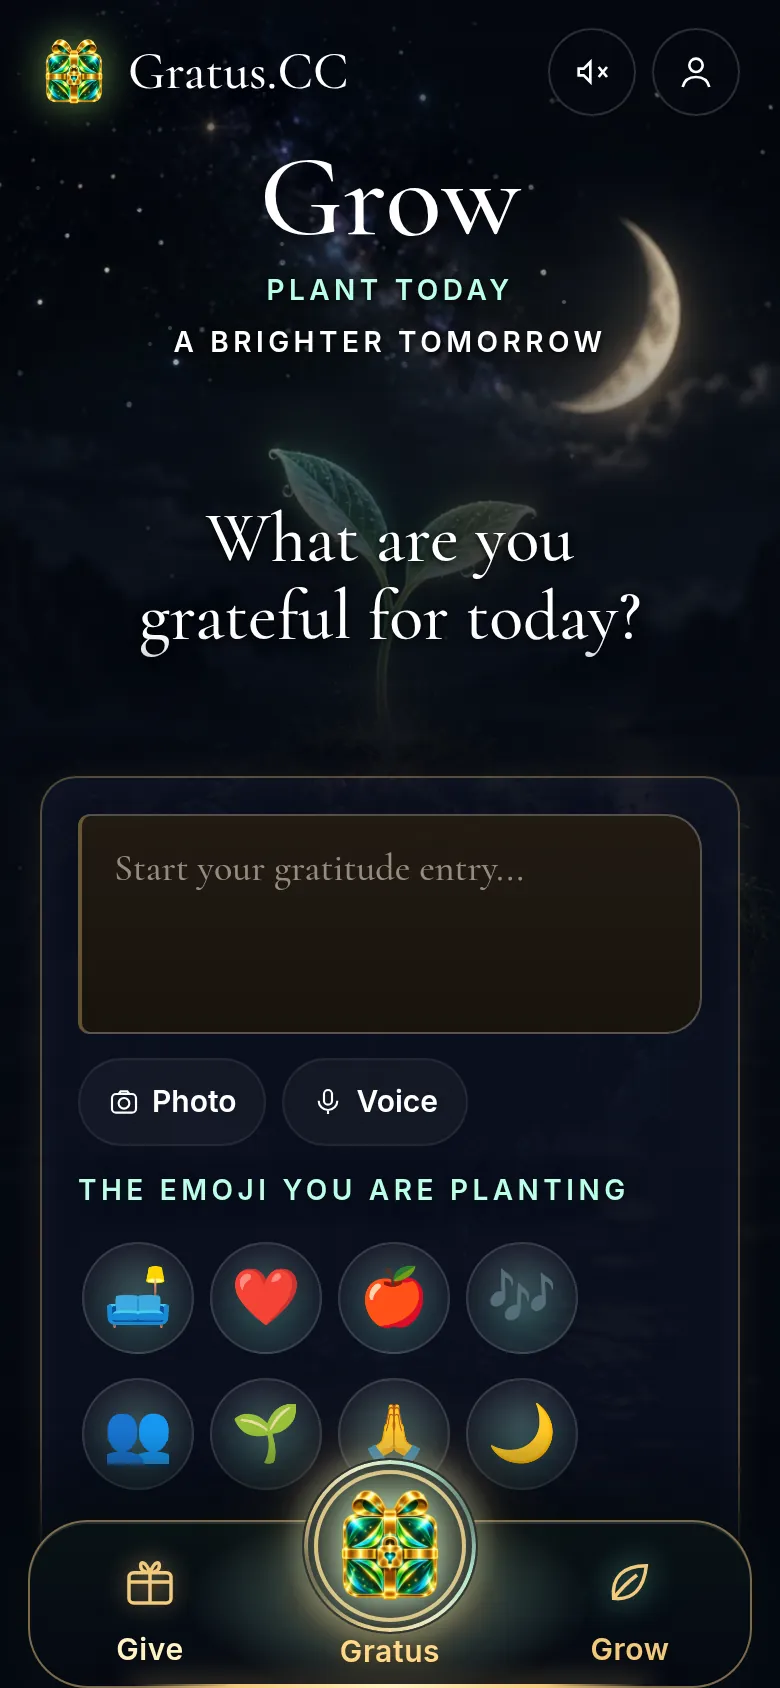 Gratus.CC
Grow
PLANT TODAY
A BRIGHTER TOMORROW
What are you
grateful for today?
Start your gratitude entry...
Photo
Voice
THE EMOJI YOU ARE PLANTING
Give
Gratus
Grow